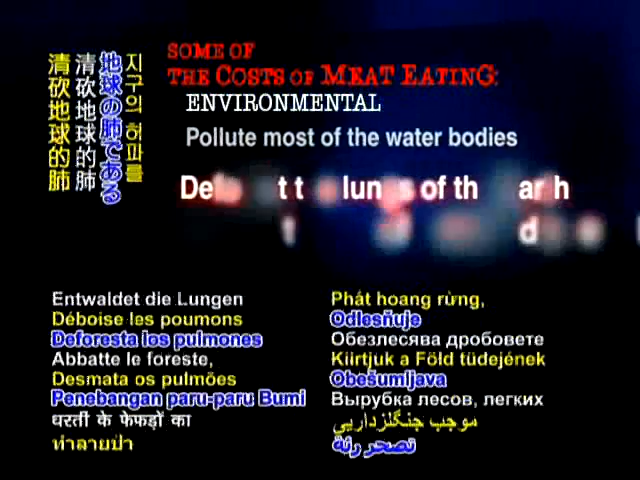 SOME OF
THE COSTS OF MEAT EATING:
ENVIRONMENTAL
Pollute most of the water bodies
lun of th
清砍地球的肺
清砍地球的肺
地球の肺である
지구의 허파를
Entwaldet die Lungen
Déboise les poumons
Deforesta los pulmones
Abbatte le foreste,
Desmata os pulmões
Penebangan paru-paru Bumi
धरती के फेफड़ों का
ทำลายป่า
Phát hoang rừng,
Odlesňuje
Обезлесява дробовете
Kiirtjuk a Föld tüdejének
Obešumljava
Вырубка лесов, легких
موجب جنگلزدایی
تصحر رئة